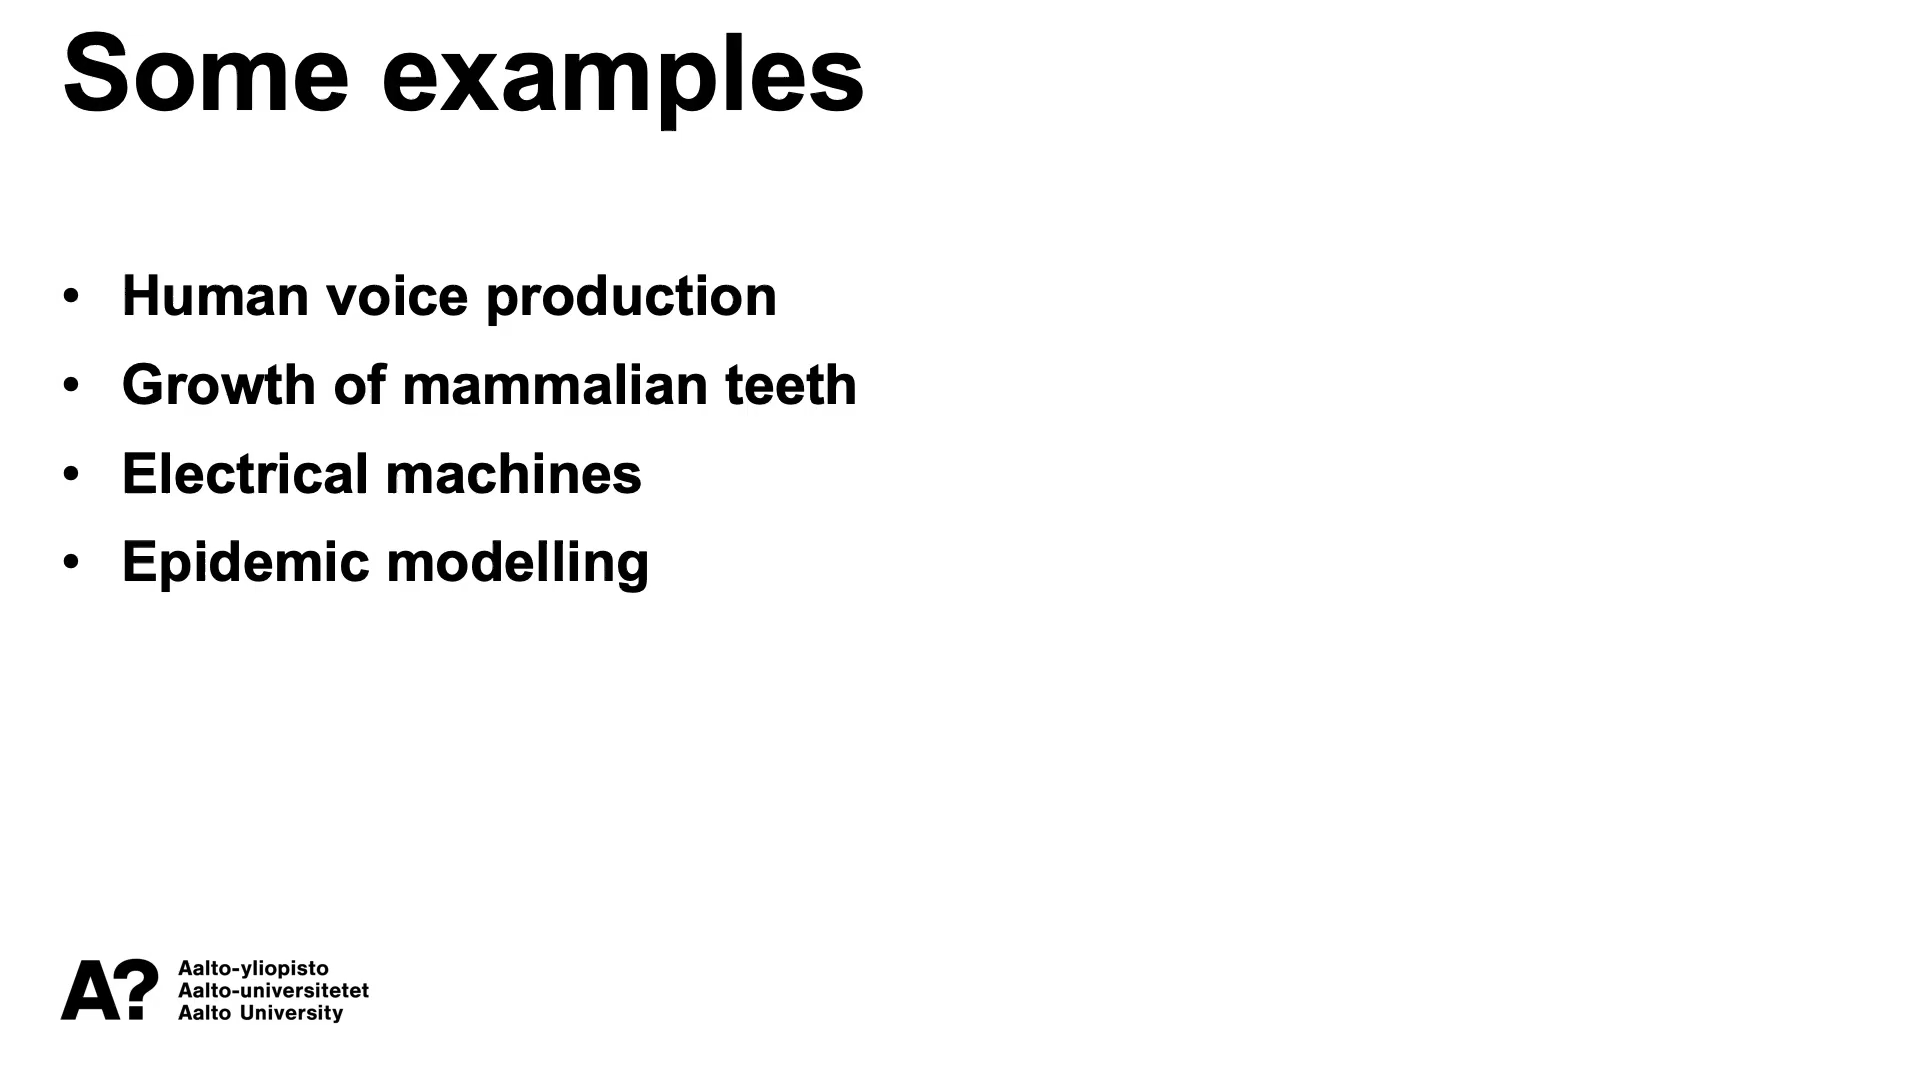 Some examples
• Human voice production
• Growth of mammalian teeth
• Electrical machines
• Epidemic modelling
A?
Aalto-yliopisto
Aalto-universitetet
Aalto University